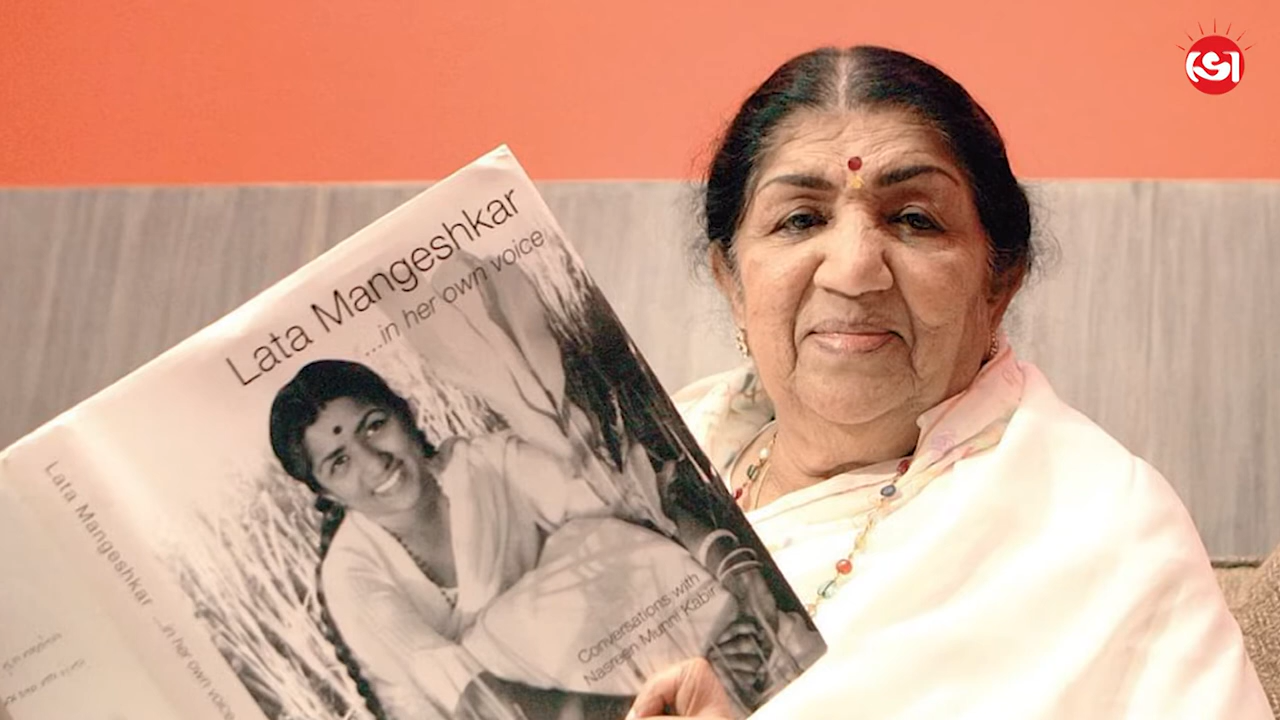 Lata Mangeshkar
...in her own voice
Conversations with
Nasreen Munni Kabir
Lata Mangeshkar ...in her own voice